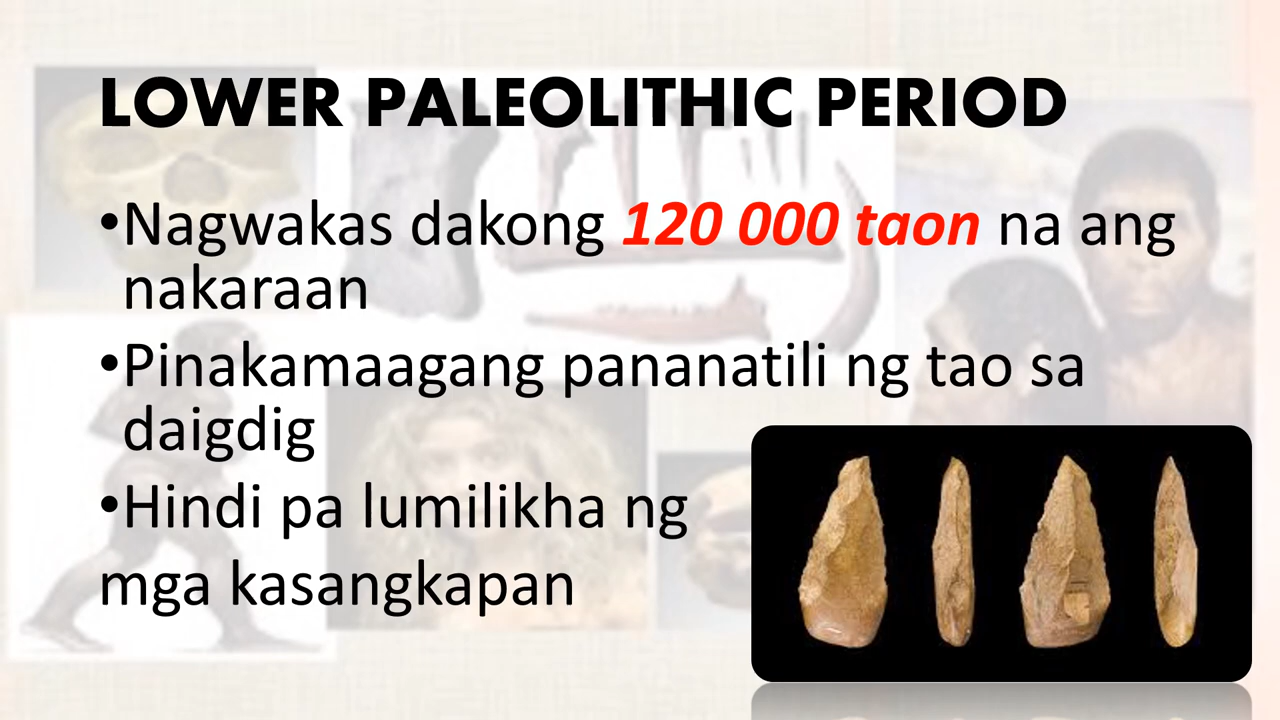 LOWER PALEOLITHIC PERIOD
•Nagwakas dakong 120 000 taon na ang
nakaraan
•Pinakamaagang pananatili ng tao sa
daigdig
•Hindi pa lumilikha ng
mga kasangkapan